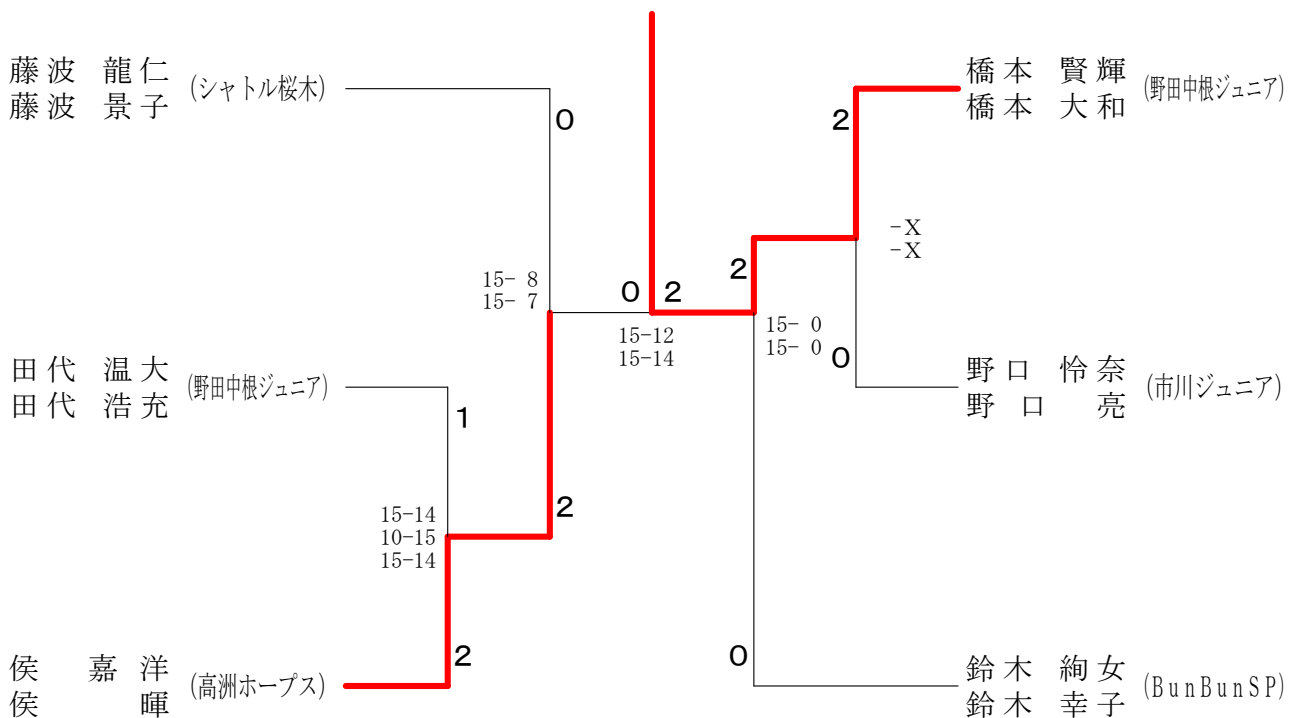 藤波 龍仁
藤波 景子
(シャトル桜木)
0
15- 8
15- 7
田代 温大
田代 浩充
(野田中根ジュニア)
1
2
15-14
10-15
15-14
侯 嘉洋
侯 暉
(高洲ホープス)
2
0 2
15-12
15-14
橋本 賢輝
橋本 大和
(野田中根ジュニア)
2
-X
-X
2
15- 0
15- 0
0
野口 怜奈
野口 亮
(市川ジュニア)
0
鈴木 絢女
鈴木 幸子
(BunBunSP)